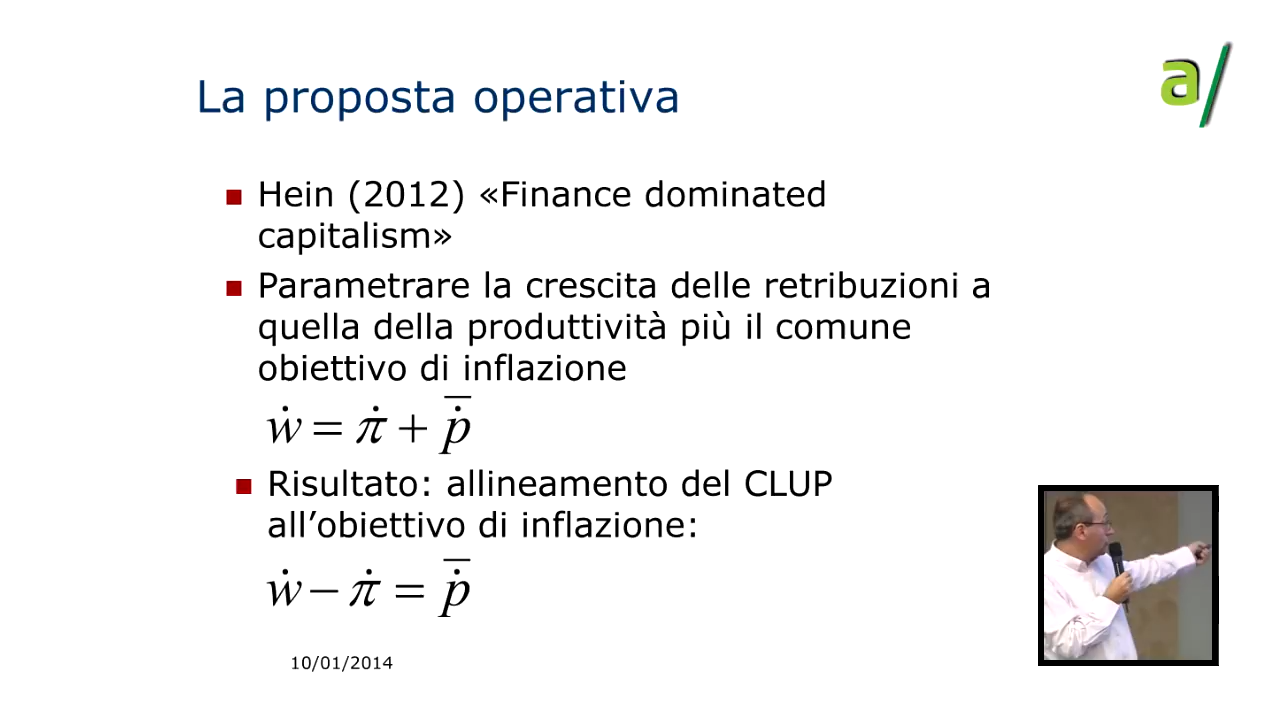 a/
La proposta operativa
■ Hein (2012) «Finance dominated
capitalism»
■ Parametrare la crescita delle retribuzioni a
quella della produttività più il comune
obiettivo di inflazione
ẇ = π̇ + ṗ̅
■ Risultato: allineamento del CLUP
all’obiettivo di inflazione:
ẇ − π̇ = ṗ̅
10/01/2014